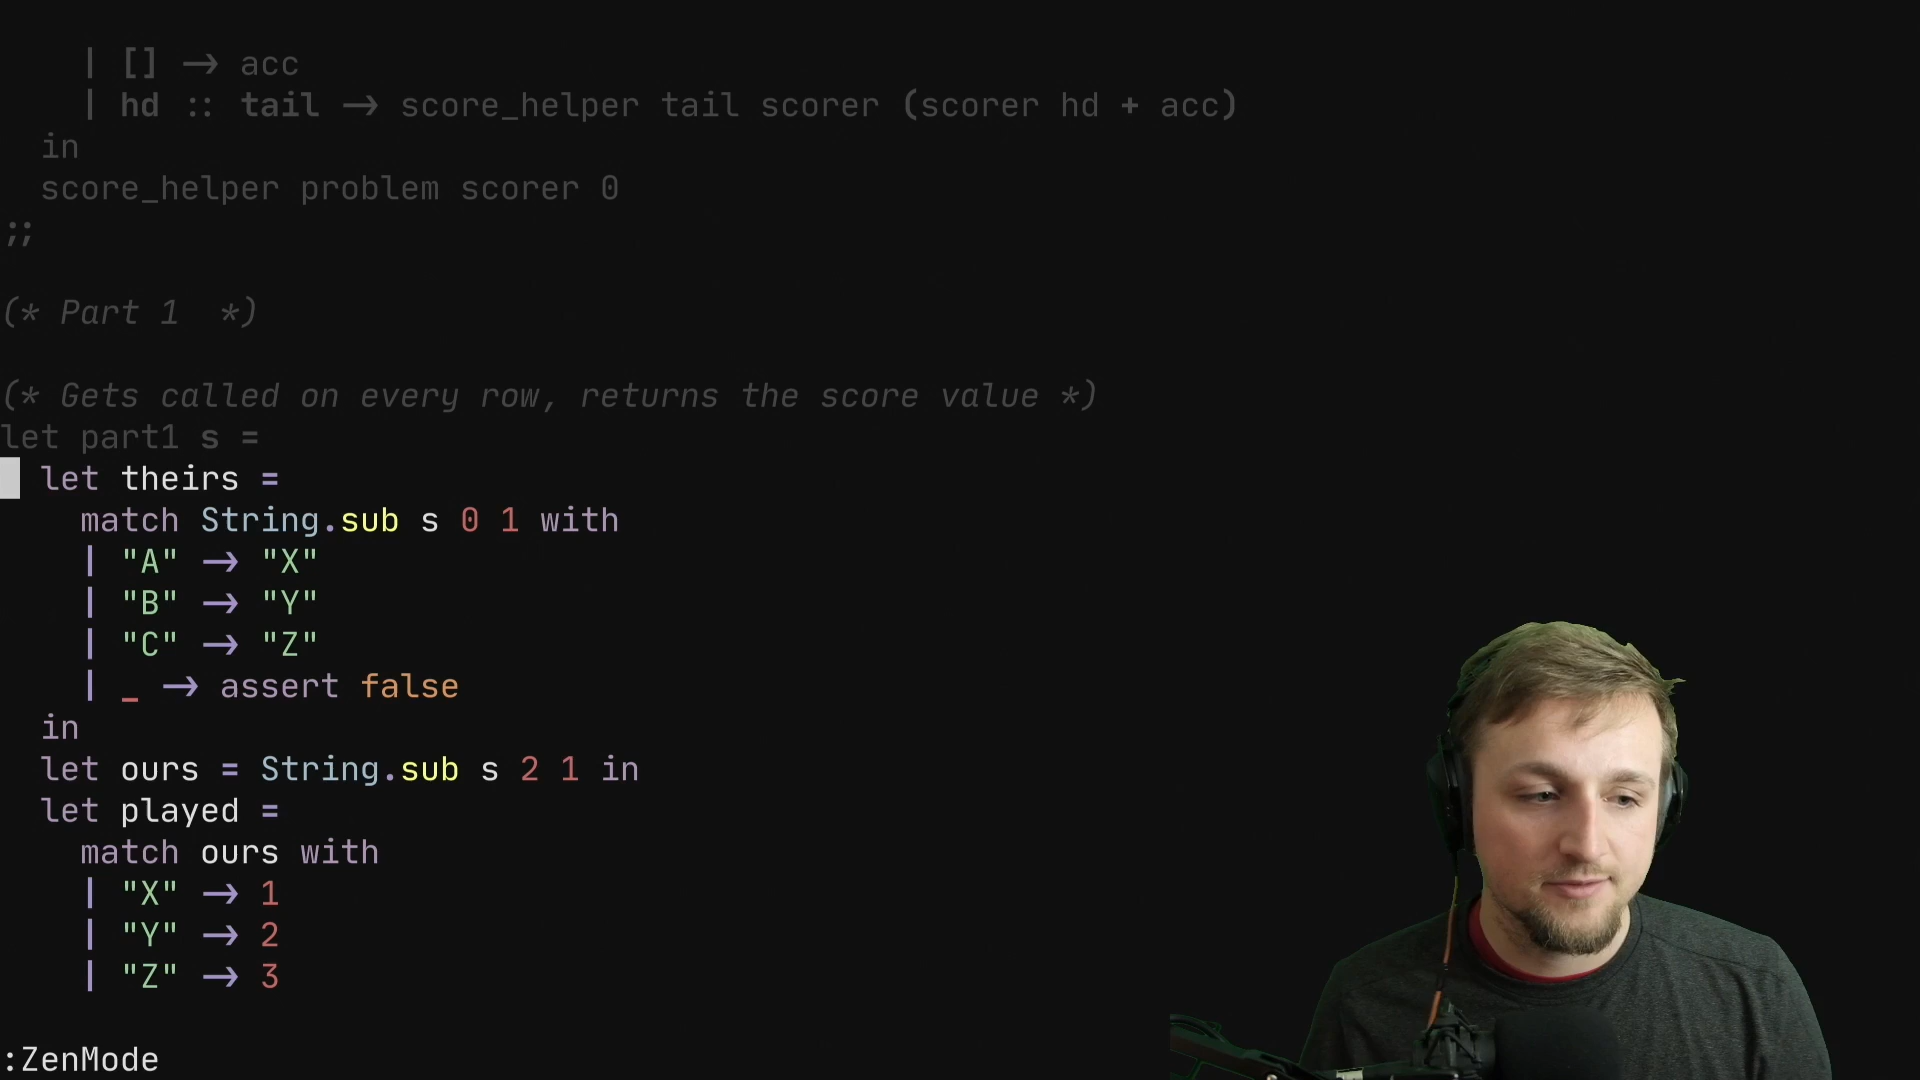 | [] -> acc
| hd :: tail -> score_helper tail scorer (scorer hd + acc)
in
score_helper problem scorer 0
;;
(* Part 1  *)
(* Gets called on every row, returns the score value *)
let part1 s =
let theirs =
match String.sub s 0 1 with
| "A" -> "X"
| "B" -> "Y"
| "C" -> "Z"
| _ -> assert false
in
let ours = String.sub s 2 1 in
let played =
match ours with
| "X" -> 1
| "Y" -> 2
| "Z" -> 3
:ZenMode